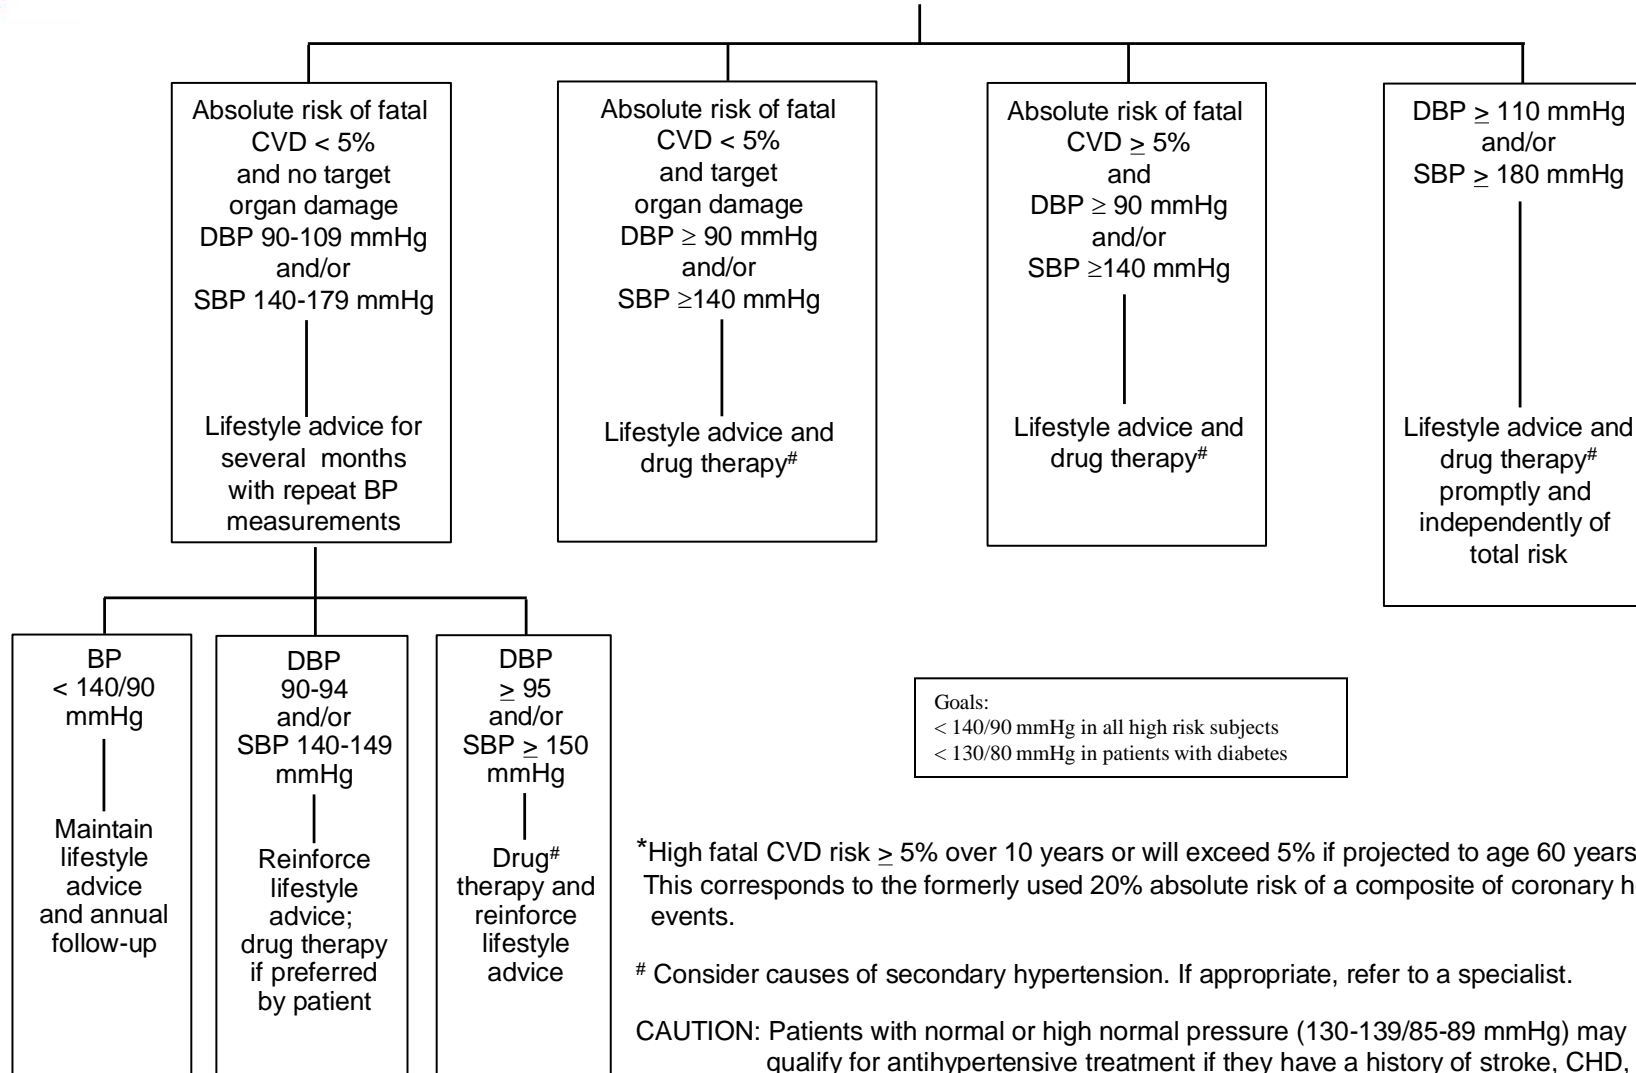 Absolute risk of fatal
CVD < 5%
and no target
organ damage
DBP 90-109 mmHg
and/or
SBP 140-179 mmHg
Lifestyle advice for
several months
with repeat BP
measurements
Absolute risk of fatal
CVD < 5%
and target
organ damage
DBP ≥ 90 mmHg
and/or
SBP ≥140 mmHg
Lifestyle advice and
drug therapy#
Absolute risk of fatal
CVD ≥ 5%
and
DBP ≥ 90 mmHg
and/or
SBP ≥140 mmHg
Lifestyle advice and
drug therapy#
DBP ≥ 110 mmHg
and/or
SBP ≥ 180 mmHg
Lifestyle advice and
drug therapy#
promptly and
independently of
total risk
BP
< 140/90
mmHg
Maintain
lifestyle
advice
and annual
follow-up
DBP
90-94
and/or
SBP 140-149
mmHg
Reinforce
lifestyle
advice;
drug therapy
if preferred
by patient
DBP
≥ 95
and/or
SBP ≥ 150
mmHg
Drug#
therapy and
reinforce
lifestyle
advice
Goals:
< 140/90 mmHg in all high risk subjects
< 130/80 mmHg in patients with diabetes
*High fatal CVD risk ≥ 5% over 10 years or will exceed 5% if projected to age 60 years
This corresponds to the formerly used 20% absolute risk of a composite of coronary
events.
# Consider causes of secondary hypertension. If appropriate, refer to a specialist.
CAUTION: Patients with normal or high normal pressure (130-139/85-89 mmHg) may
qualify for antihypertensive treatment if they have a history of stroke, CHD,